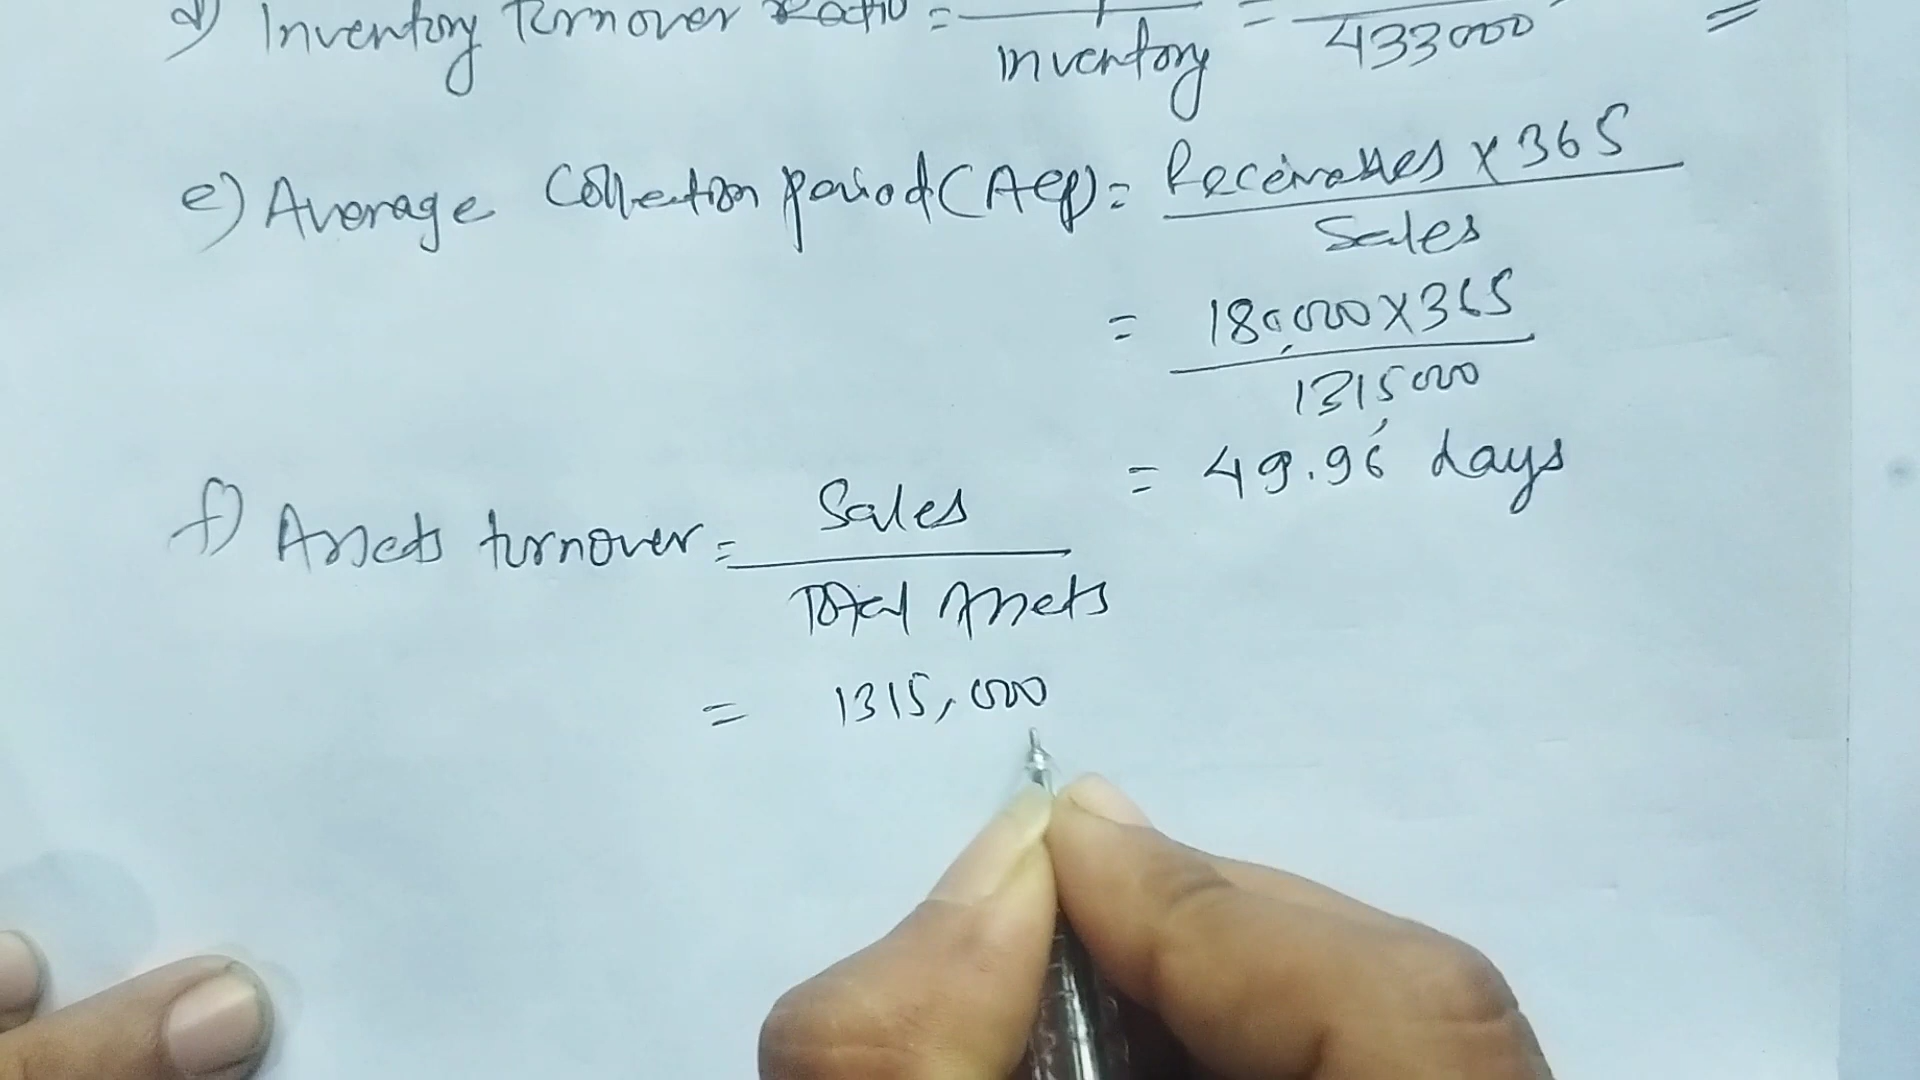 d) Inventory turnover Ratio = / inventory = / 433000 =
e) Average Collection period (ACP) = Receivables x 365 / Sales
= 180,000 x 365 / 1315000
= 49.96 days
f) Assets turnover = Sales / Total Assets
= 1315,000